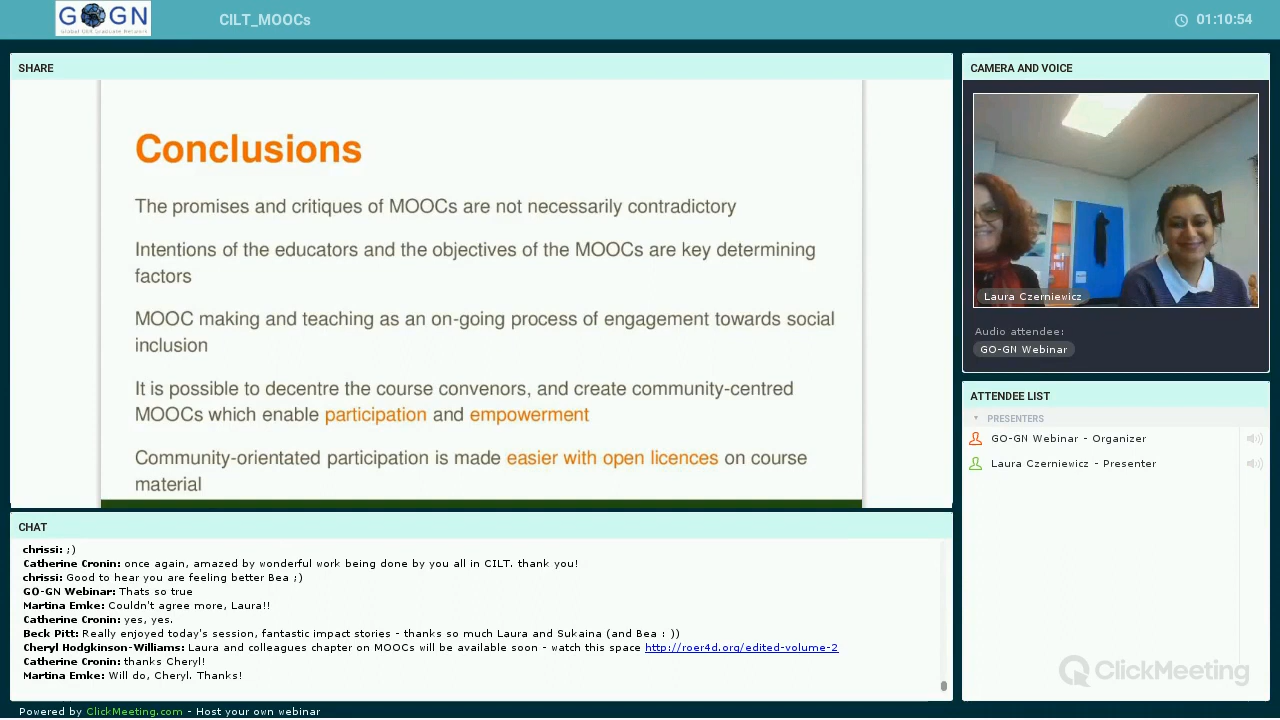 GO GN
Global OER Graduate Network
CILT_MOOCs
01:10:54
SHARE
Conclusions
The promises and critiques of MOOCs are not necessarily contradictory
Intentions of the educators and the objectives of the MOOCs are key determining
factors
MOOC making and teaching as an on-going process of engagement towards social
inclusion
It is possible to decentre the course convenors, and create community-centred
MOOCs which enable participation and empowerment
Community-orientated participation is made easier with open licences on course
material
CAMERA AND VOICE
Laura Czerniewicz
Audio attendee:
GO-GN Webinar
ATTENDEE LIST
PRESENTERS
GO-GN Webinar - Organizer
Laura Czerniewicz - Presenter
ClickMeeting
CHAT
chrissi: ;)
Catherine Cronin: once again, amazed by wonderful work being done by you all in CILT. thank you!
chrissi: Good to hear you are feeling better Bea ;)
GO-GN Webinar: Thats so true
Martina Emke: Couldn't agree more, Laura!!
Catherine Cronin: yes, yes.
Beck Pitt: Really enjoyed today's session, fantastic impact stories - thanks so much Laura and Sukaina (and Bea : ))
Cheryl Hodgkinson-Williams: Laura and colleagues chapter on MOOCs will be available soon - watch this space http://roer4d.org/edited-volume-2
Catherine Cronin: thanks Cheryl!
Martina Emke: Will do, Cheryl. Thanks!
Powered by ClickMeeting.com - Host your own webinar